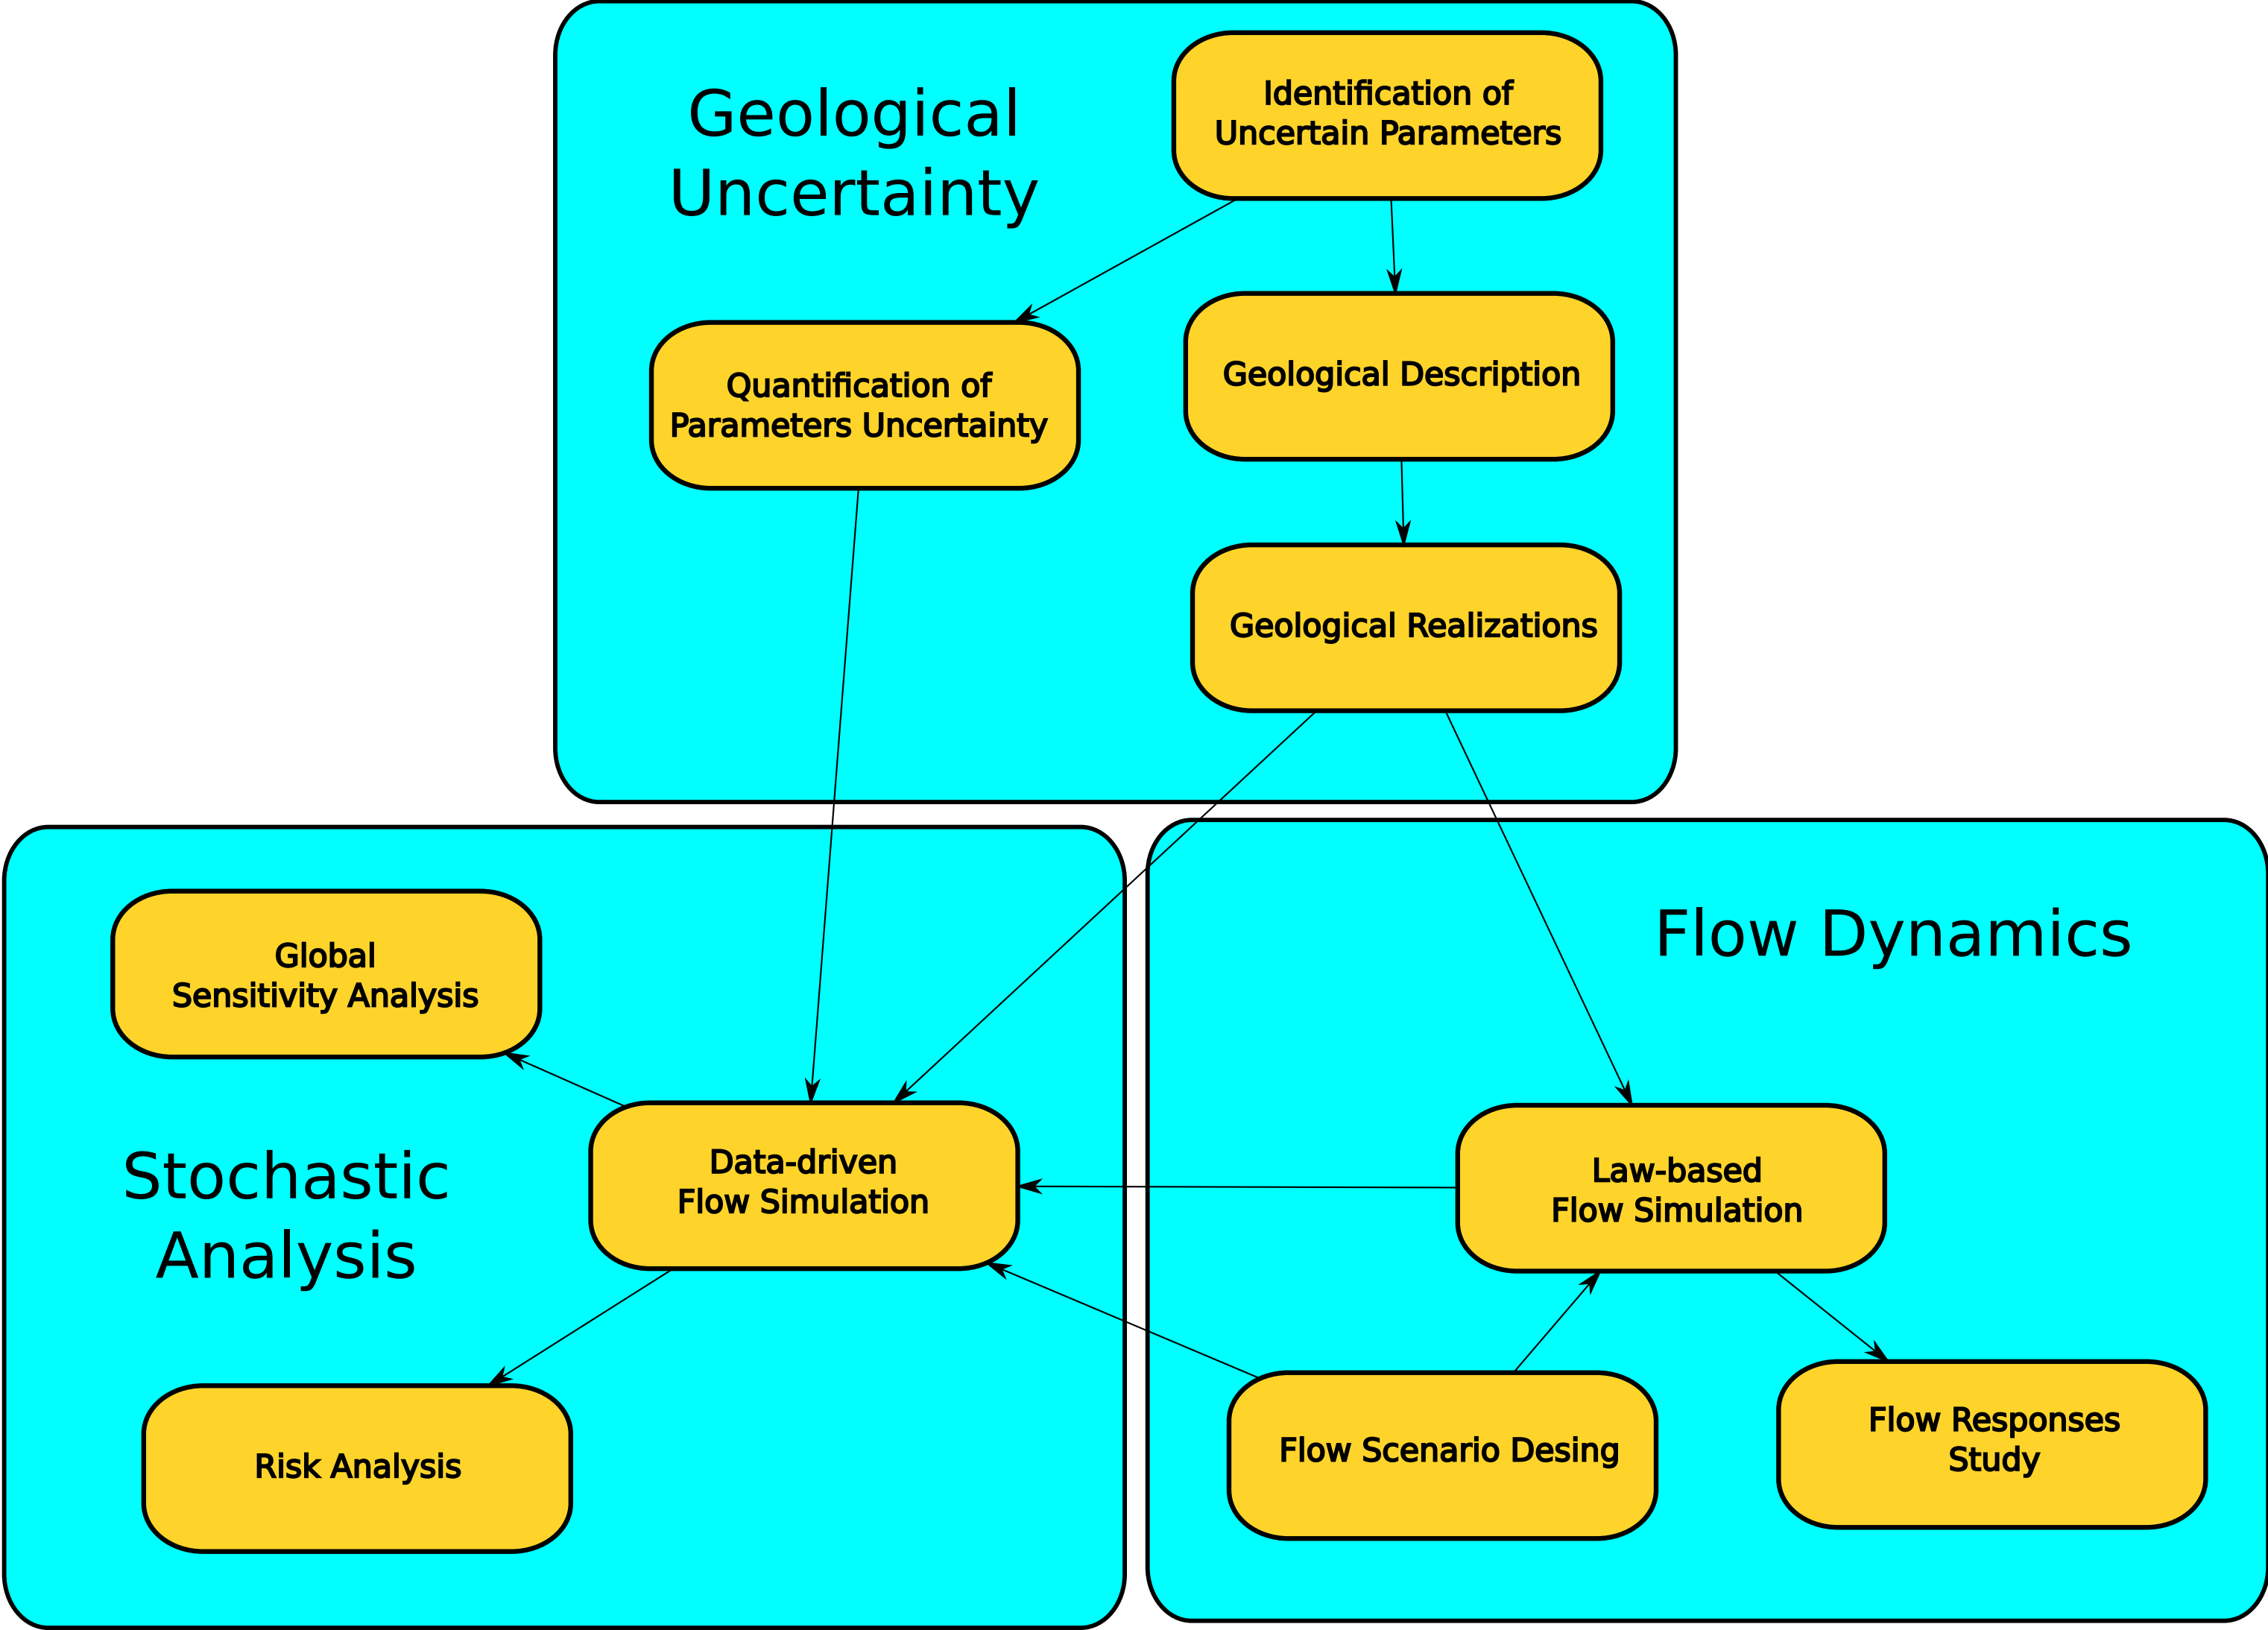 Geological
Uncertainty
Identification of
Uncertain Parameters
Quantification of
Parameters Uncertainty
Geological Description
Geological Realizations
Global
Sensitivity Analysis
Stochastic
Analysis
Data-driven
Flow Simulation
Risk Analysis
Flow Dynamics
Law-based
Flow Simulation
Flow Scenario Desing
Flow Responses
Study